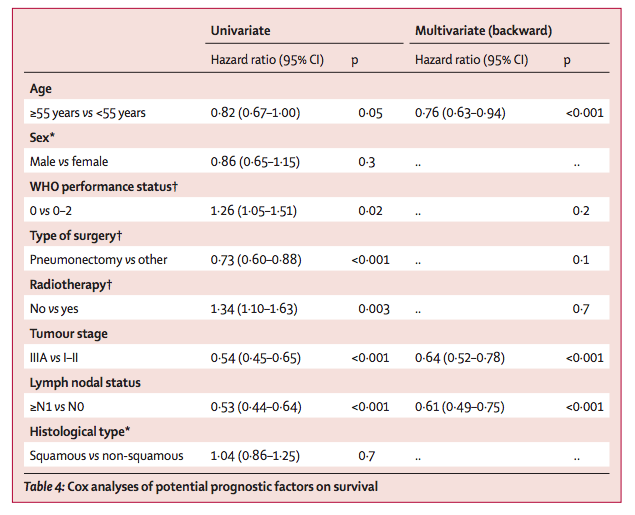 Univariate Multivariate (backward)
Hazard ratio (95% CI) p Hazard ratio (95% CI) p
Age
≥55 years vs <55 years 0·82 (0·67–1·00) 0·05 0·76 (0·63–0·94) <0·001
Sex*
Male vs female 0·86 (0·65–1·15) 0·3 .. ..
WHO performance status†
0 vs 0–2 1·26 (1·05–1·51) 0·02 .. 0·2
Type of surgery†
Pneumonectomy vs other 0·73 (0·60–0·88) <0·001 .. 0·1
Radiotherapy†
No vs yes 1·34 (1·10–1·63) 0·003 .. 0·7
Tumour stage
IIIA vs I–II 0·54 (0·45–0·65) <0·001 0·64 (0·52–0·78) <0·001
Lymph nodal status
≥N1 vs N0 0·53 (0·44–0·64) <0·001 0·61 (0·49–0·75) <0·001
Histological type*
Squamous vs non-squamous 1·04 (0·86–1·25) 0·7 .. ..
Table 4: Cox analyses of potential prognostic factors on survival